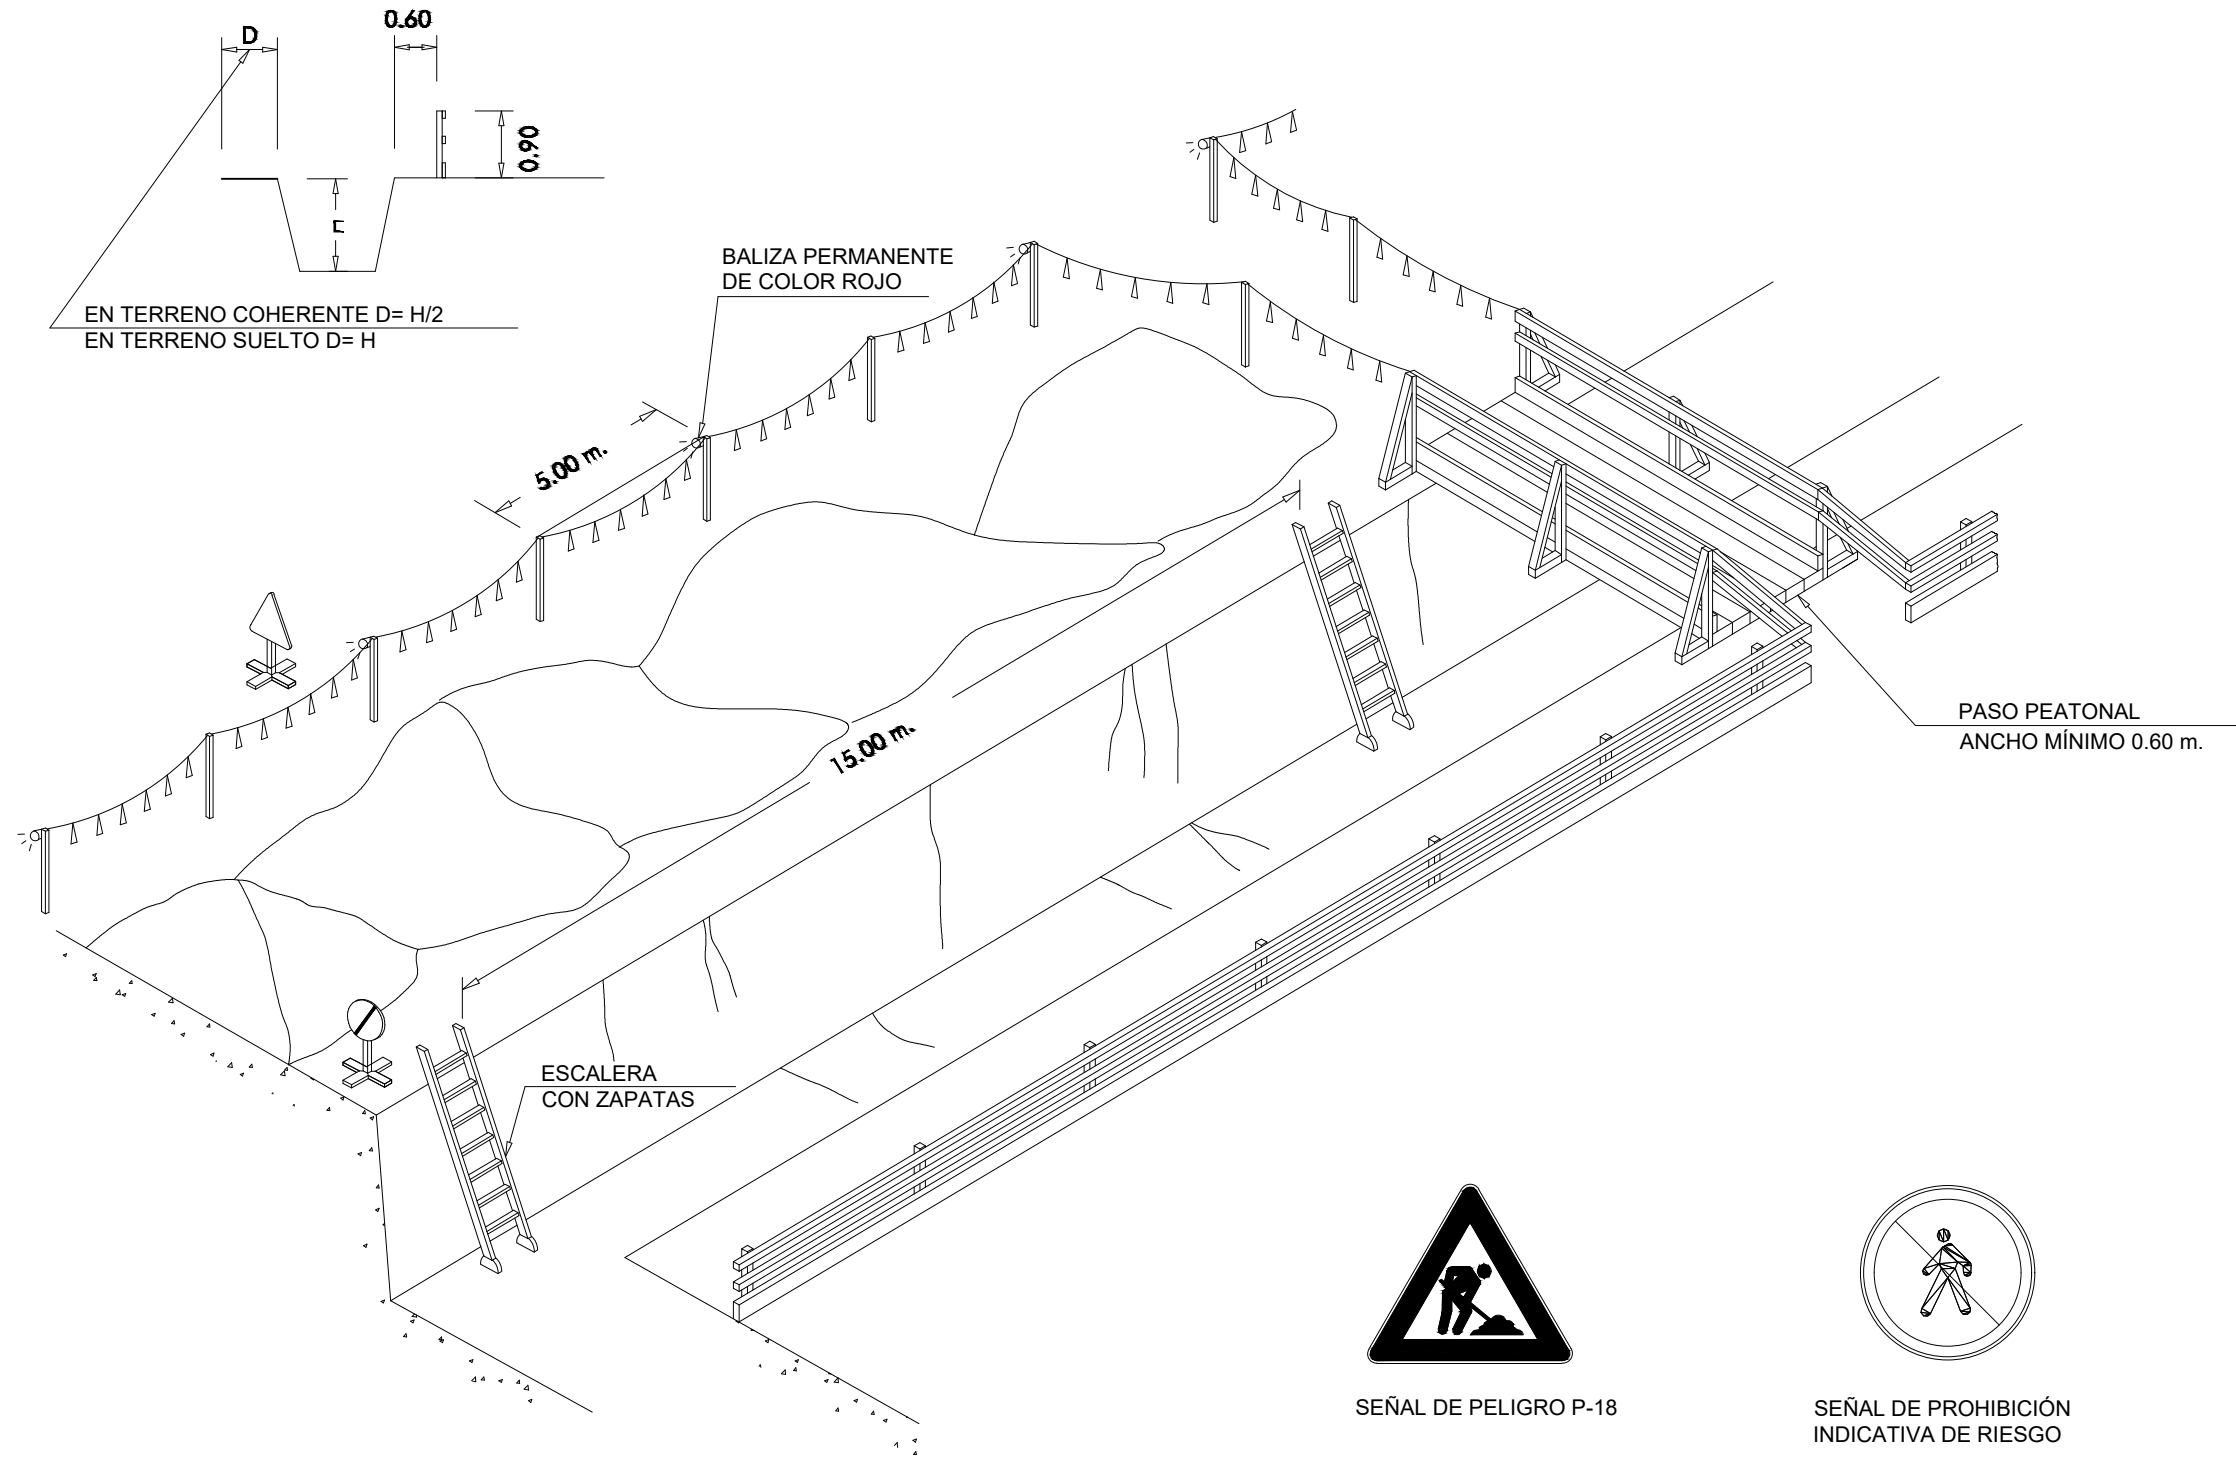 D
0.60
0.90
EN TERRENO COHERENTE D= H/2
EN TERRENO SUELTO D= H
BALIZA PERMANENTE
DE COLOR ROJO
5.00 m.
15.00 m.
PASO PEATONAL
ANCHO MÍNIMO 0.60 m.
ESCALERA
CON ZAPATAS
SEÑAL DE PELIGRO P-18
SEÑAL DE PROHIBICIÓN
INDICATIVA DE RIESGO